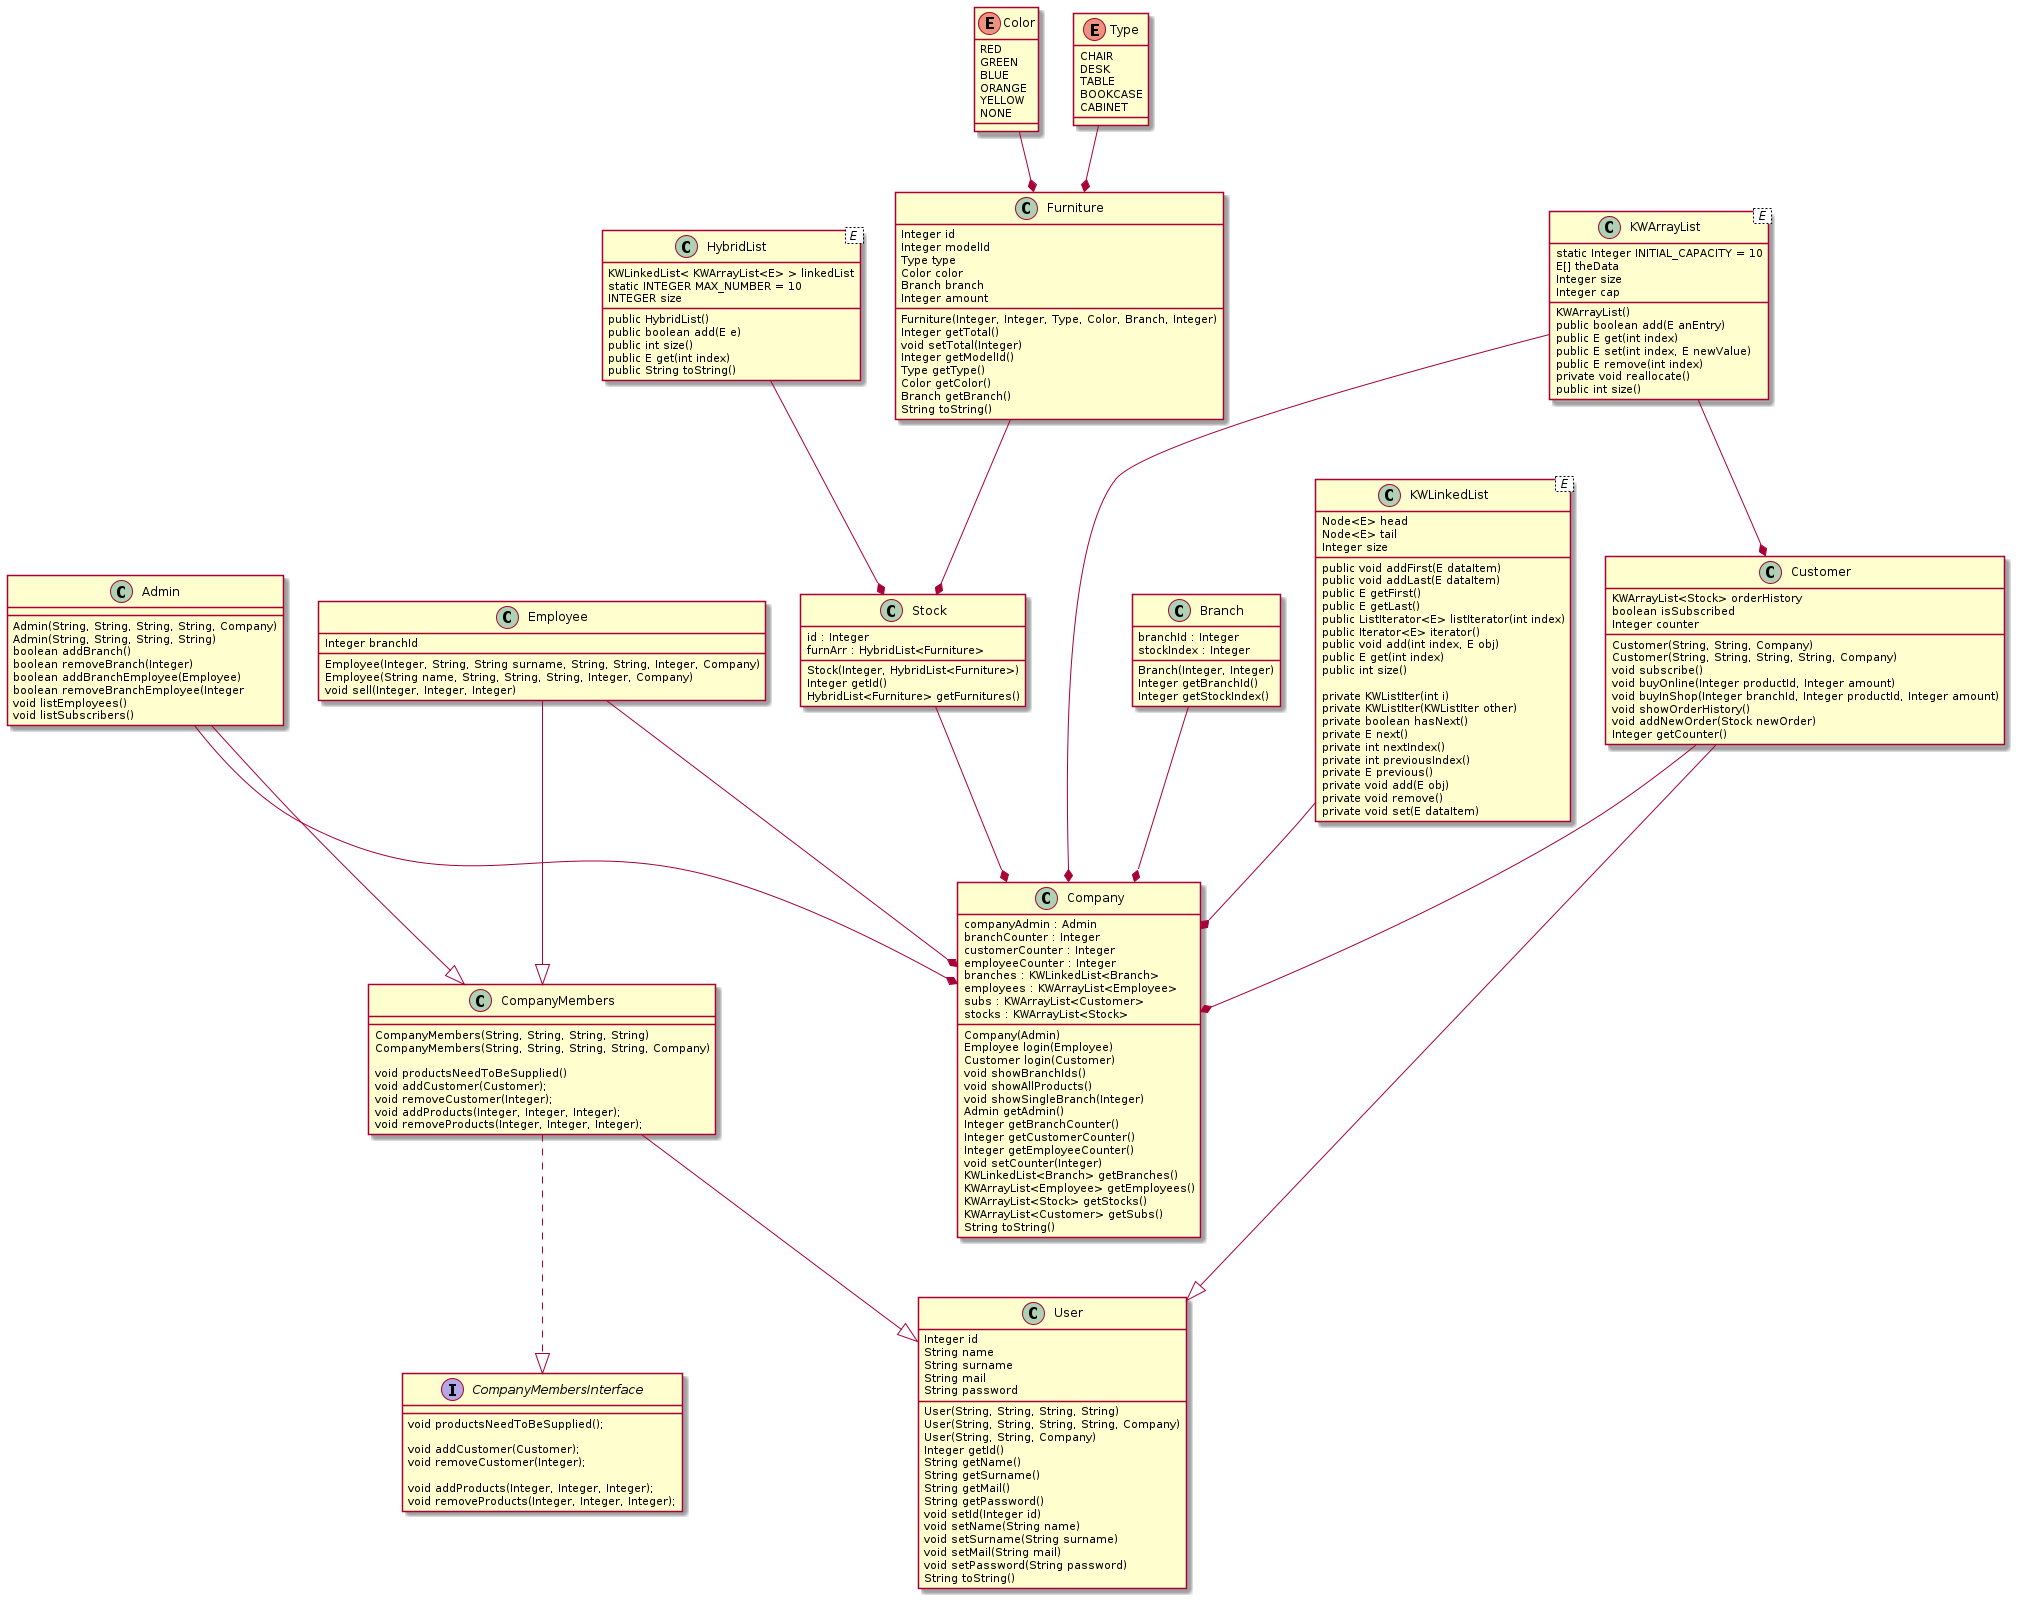 E Color
RED
GREEN
BLUE
ORANGE
YELLOW
NONE
E Type
CHAIR
DESK
TABLE
BOOKCASE
CABINET
C HybridList E
KWLinkedList< KWArrayList<E> > linkedList
static INTEGER MAX_NUMBER = 10
INTEGER size
public HybridList()
public boolean add(E e)
public int size()
public E get(int index)
public String toString()
C Furniture
Integer id
Integer modelId
Type type
Color color
Branch branch
Integer amount
Furniture(Integer, Integer, Type, Color, Branch, Integer)
Integer getTotal()
void setTotal(Integer)
Integer getModelId()
Type getType()
Color getColor()
Branch getBranch()
String toString()
C KWArrayList E
static Integer INITIAL_CAPACITY = 10
E[] theData
Integer size
Integer cap
KWArrayList()
public boolean add(E anEntry)
public E get(int index)
public E set(int index, E newValue)
public E remove(int index)
private void reallocate()
public int size()
C Admin
Admin(String, String, String, String, Company)
Admin(String, String, String, String)
boolean addBranch()
boolean removeBranch(Integer)
boolean addBranchEmployee(Employee)
boolean removeBranchEmployee(Integer
void listEmployees()
void listSubscribers()
C Employee
Integer branchId
Employee(Integer, String, String surname, String, String, Integer, Company)
Employee(String name, String, String, String, Integer, Company)
void sell(Integer, Integer, Integer)
C Stock
id : Integer
furnArr : HybridList<Furniture>
Stock(Integer, HybridList<Furniture>)
Integer getId()
HybridList<Furniture> getFurnitures()
C Branch
branchId : Integer
stockIndex : Integer
Branch(Integer, Integer)
Integer getBranchId()
Integer getStockIndex()
C KWLinkedList E
Node<E> head
Node<E> tail
Integer size
public void addFirst(E dataItem)
public void addLast(E dataItem)
public E getFirst()
public E getLast()
public ListIterator<E> listIterator(int index)
public Iterator<E> iterator()
public void add(int index, E obj)
public E get(int index)
public int size()
private KWListIter(int i)
private KWListIter(KWListIter other)
private boolean hasNext()
private E next()
private int nextIndex()
private int previousIndex()
private E previous()
private void add(E obj)
private void remove()
private void set(E dataItem)
C Customer
KWArrayList<Stock> orderHistory
boolean isSubscribed
Integer counter
Customer(String, String, Company)
Customer(String, String, String, String, Company)
void subscribe()
void buyOnline(Integer productId, Integer amount)
void buyInShop(Integer branchId, Integer productId, Integer amount)
void showOrderHistory()
void addNewOrder(Stock newOrder)
Integer getCounter()
C CompanyMembers
CompanyMembers(String, String, String, String)
CompanyMembers(String, String, String, String, Company)
void productsNeedToBeSupplied()
void addCustomer(Customer);
void removeCustomer(Integer);
void addProducts(Integer, Integer, Integer);
void removeProducts(Integer, Integer, Integer);
C Company
companyAdmin : Admin
branchCounter : Integer
customerCounter : Integer
employeeCounter : Integer
branches : KWLinkedList<Branch>
employees : KWArrayList<Employee>
subs : KWArrayList<Customer>
stocks : KWArrayList<Stock>
Company(Admin)
Employee login(Employee)
Customer login(Customer)
void showBranchIds()
void showAllProducts()
void showSingleBranch(Integer)
Admin getAdmin()
Integer getBranchCounter()
Integer getCustomerCounter()
Integer getEmployeeCounter()
void setCounter(Integer)
KWLinkedList<Branch> getBranches()
KWArrayList<Employee> getEmployees()
KWArrayList<Stock> getStocks()
KWArrayList<Customer> getSubs()
String toString()
I CompanyMembersInterface
void productsNeedToBeSupplied();
void addCustomer(Customer);
void removeCustomer(Integer);
void addProducts(Integer, Integer, Integer);
void removeProducts(Integer, Integer, Integer);
C User
Integer id
String name
String surname
String mail
String password
User(String, String, String, String)
User(String, String, String, String, Company)
User(String, String, Company)
Integer getId()
String getName()
String getSurname()
String getMail()
String getPassword()
void setId(Integer id)
void setName(String name)
void setSurname(String surname)
void setMail(String mail)
void setPassword(String password)
String toString()